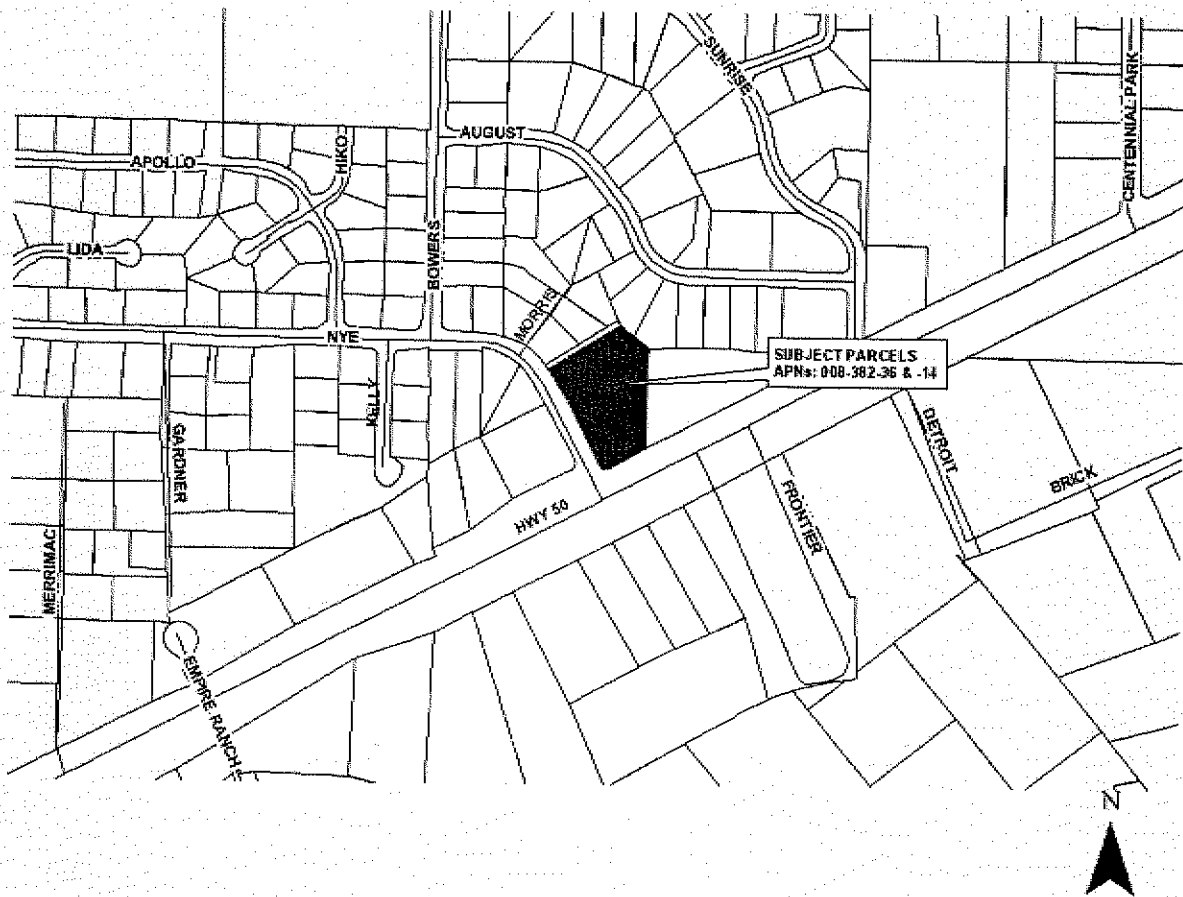 SUNRISE
CENTENNIAL PARK
AUGUST
HIKO
APOLLO
BOWERS
LIDA
MORRIS
NYE
SUBJECT PARCELS
APNs: 008-382-36 & -14
KELLY
GARDNER
DETROIT
BRICK
FRONTIER
HWY 50
MERRIMAC
EMPIRE RANCH
N